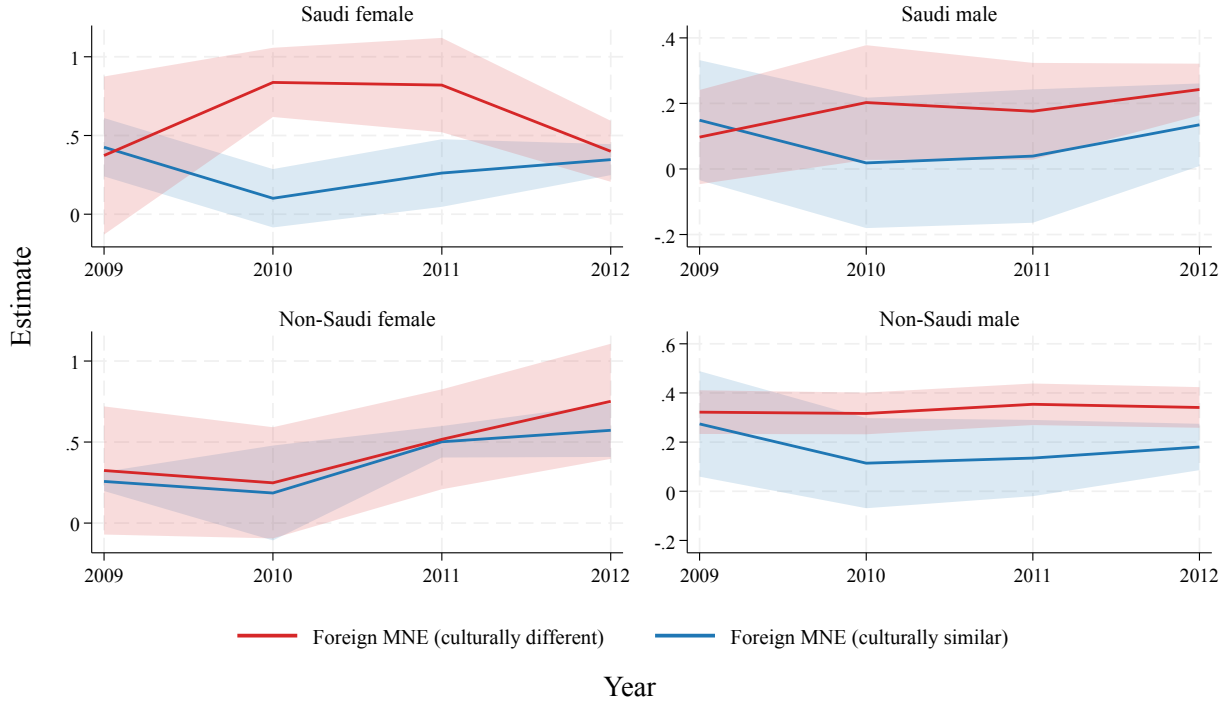 Saudi female
Saudi male
1
.5
0
.4
.2
0
-.2
2009 2010 2011 2012
2009 2010 2011 2012
Estimate
Non-Saudi female
Non-Saudi male
1
.5
0
.6
.4
.2
0
-.2
2009 2010 2011 2012
2009 2010 2011 2012
Foreign MNE (culturally different)
Foreign MNE (culturally similar)
Year